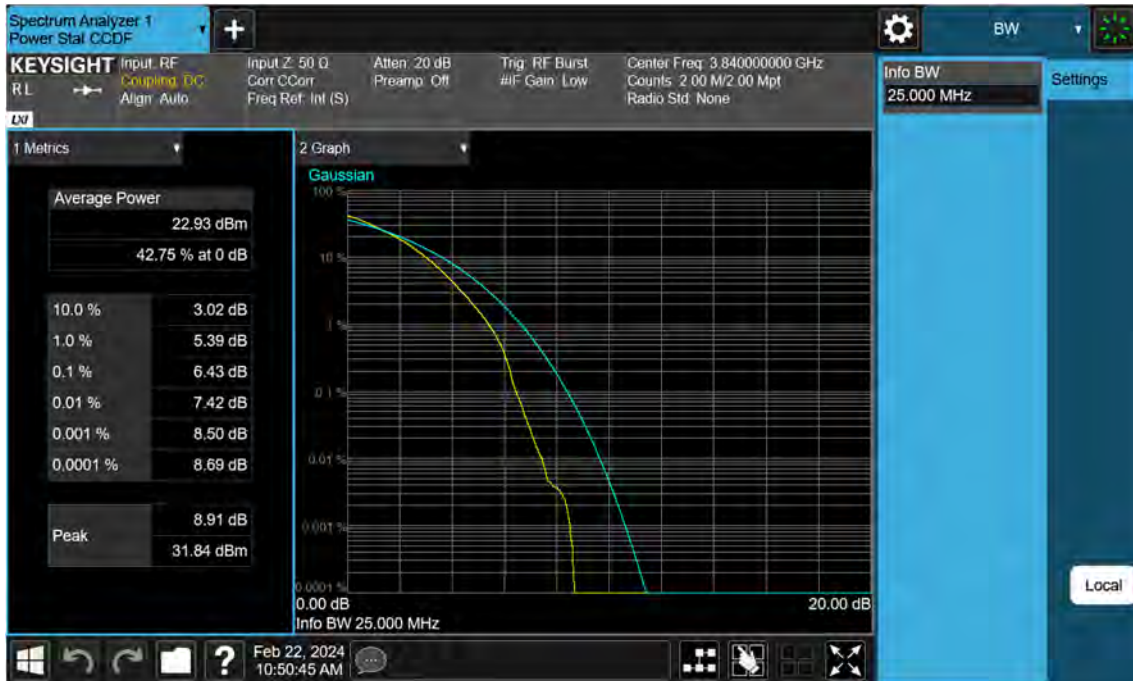 Spectrum Analyzer 1
Power Stat CCDF
BW
KEYSIGHT
RL
LXI
Input: RF
Coupling: DC
Align: Auto
Input Z: 50 Ω
Corr CCorr
Freq Ref: Int (S)
Atten: 20 dB
Preamp: Off
Trig: RF Burst
#IF Gain: Low
Center Freq: 3.840000000 GHz
Counts: 2.00 M/2.00 Mpt
Radio Std: None
Info BW
25.000 MHz
Settings
1 Metrics
Average Power
22.93 dBm
42.75 % at 0 dB
10.0 % 3.02 dB
1.0 % 5.39 dB
0.1 % 6.43 dB
0.01 % 7.42 dB
0.001 % 8.50 dB
0.0001 % 8.69 dB
Peak
8.91 dB
31.84 dBm
2 Graph
Gaussian
100 %
10 %
1 %
0.1 %
0.01 %
0.001 %
0.0001 %
0.00 dB 20.00 dB
Info BW 25.000 MHz
Local
?
Feb 22, 2024
10:50:45 AM